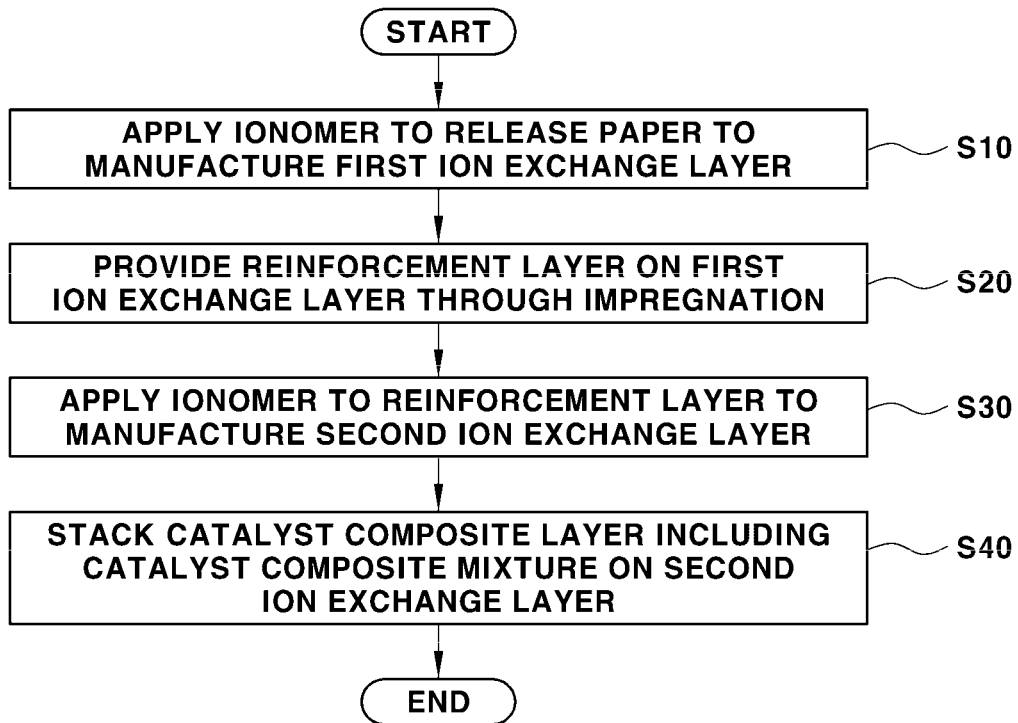 START
APPLY IONOMER TO RELEASE PAPER TO
MANUFACTURE FIRST ION EXCHANGE LAYER
S10
PROVIDE REINFORCEMENT LAYER ON FIRST
ION EXCHANGE LAYER THROUGH IMPREGNATION
S20
APPLY IONOMER TO REINFORCEMENT LAYER TO
MANUFACTURE SECOND ION EXCHANGE LAYER
S30
STACK CATALYST COMPOSITE LAYER INCLUDING
CATALYST COMPOSITE MIXTURE ON SECOND
ION EXCHANGE LAYER
S40
END